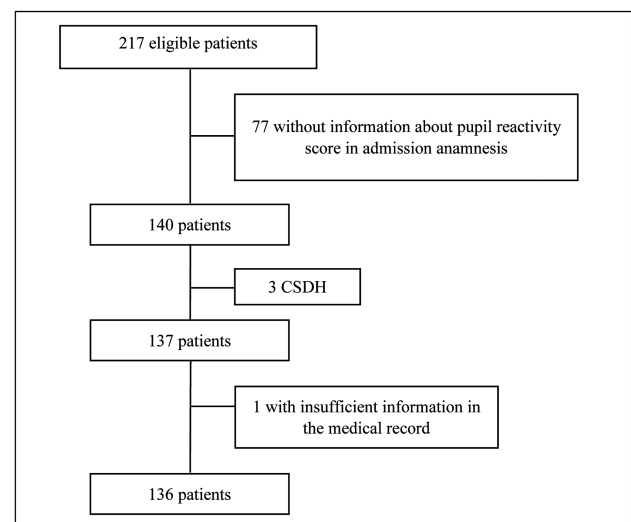 217 eligible patients
77 without information about pupil reactivity
score in admission anamnesis
140 patients
3 CSDH
137 patients
1 with insufficient information in
the medical record
136 patients